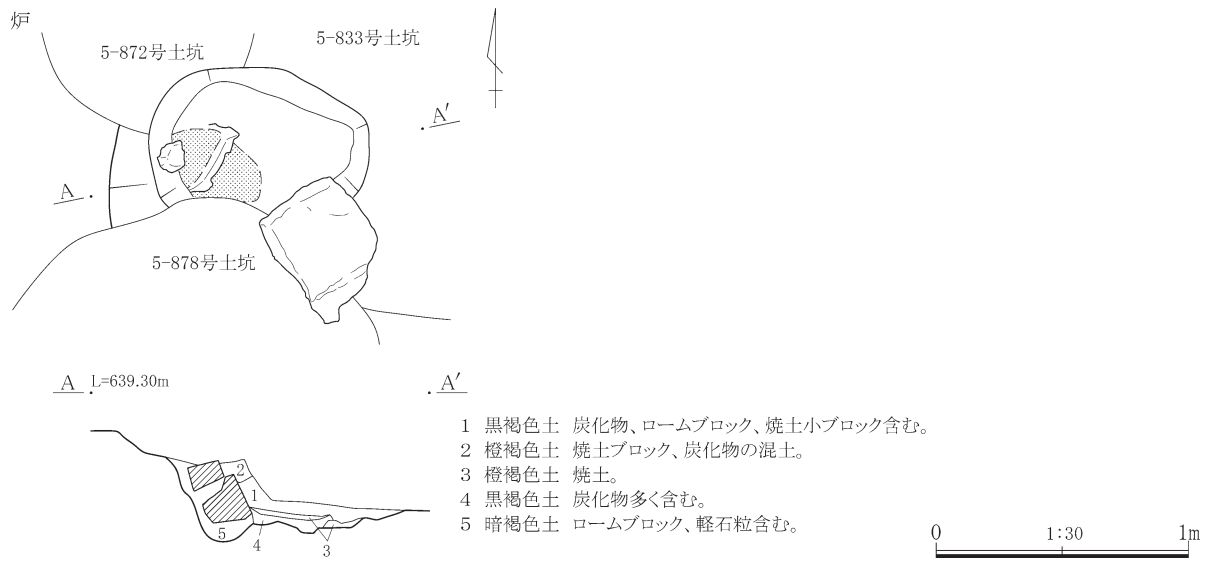 炉
5-872号土坑
5-833号土坑
A′
A
5-878号土坑
A L=639.30m
A′
1 黒褐色土 炭化物、ロームブロック、焼土小ブロック含む。
2 橙褐色土 焼土ブロック、炭化物の混土。
3 橙褐色土 焼土。
4 黒褐色土 炭化物多く含む。
5 暗褐色土 ロームブロック、軽石粒含む。
2
1
5
4
3
0 1:30 1m